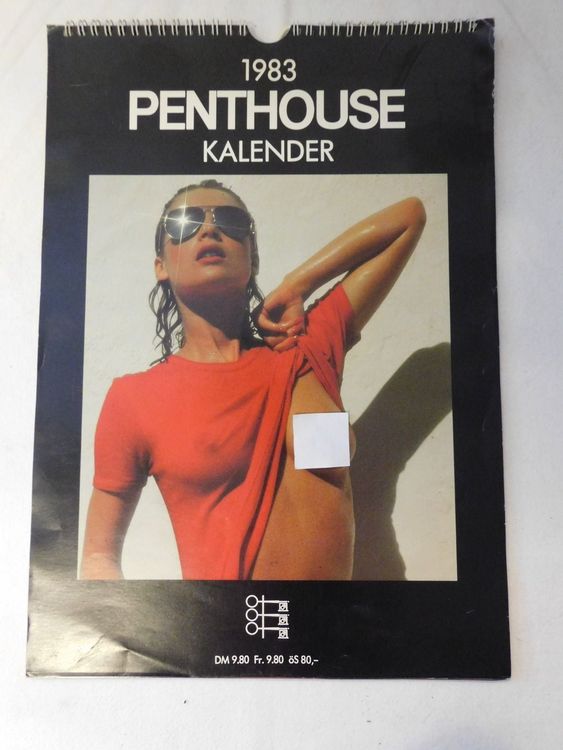 1983
PENTHOUSE
KALENDER
DM 9.80 Fr. 9.80 öS 80,–